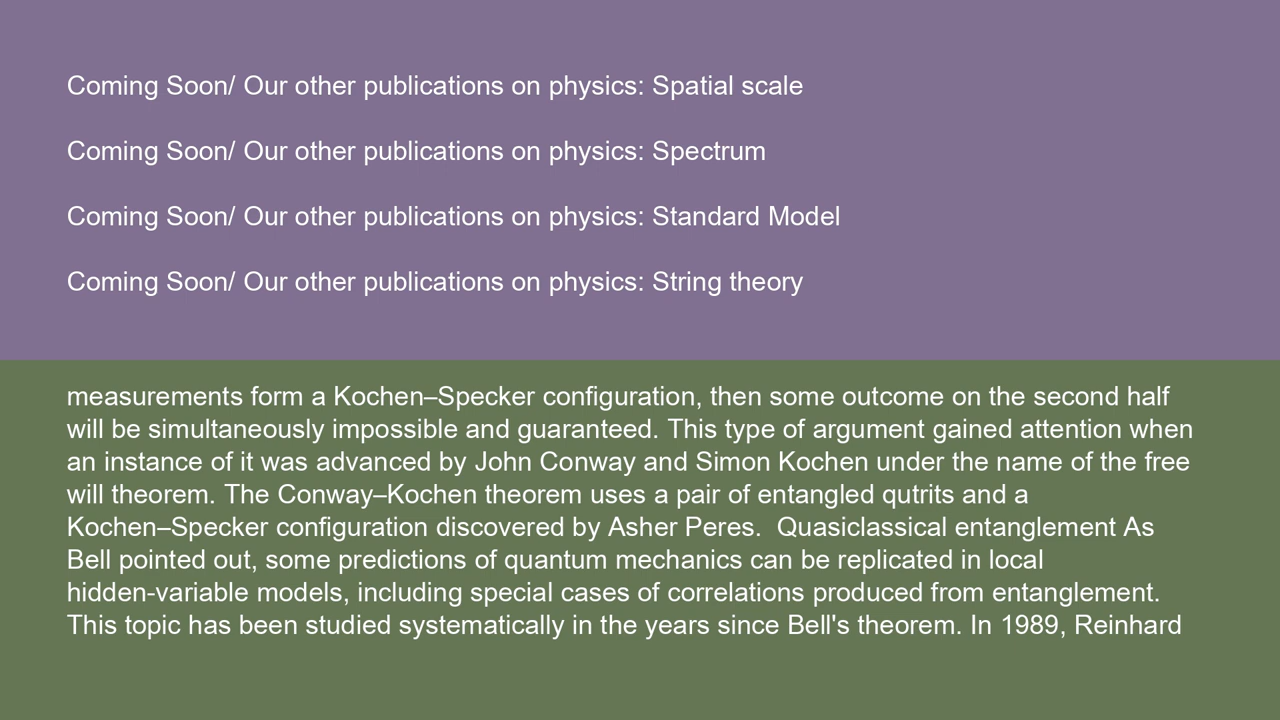 Coming Soon/ Our other publications on physics: Spatial scale
Coming Soon/ Our other publications on physics: Spectrum
Coming Soon/ Our other publications on physics: Standard Model
Coming Soon/ Our other publications on physics: String theory
measurements form a Kochen–Specker configuration, then some outcome on the second half
will be simultaneously impossible and guaranteed. This type of argument gained attention when
an instance of it was advanced by John Conway and Simon Kochen under the name of the free
will theorem. The Conway–Kochen theorem uses a pair of entangled qutrits and a
Kochen–Specker configuration discovered by Asher Peres.  Quasiclassical entanglement As
Bell pointed out, some predictions of quantum mechanics can be replicated in local
hidden-variable models, including special cases of correlations produced from entanglement.
This topic has been studied systematically in the years since Bell's theorem. In 1989, Reinhard